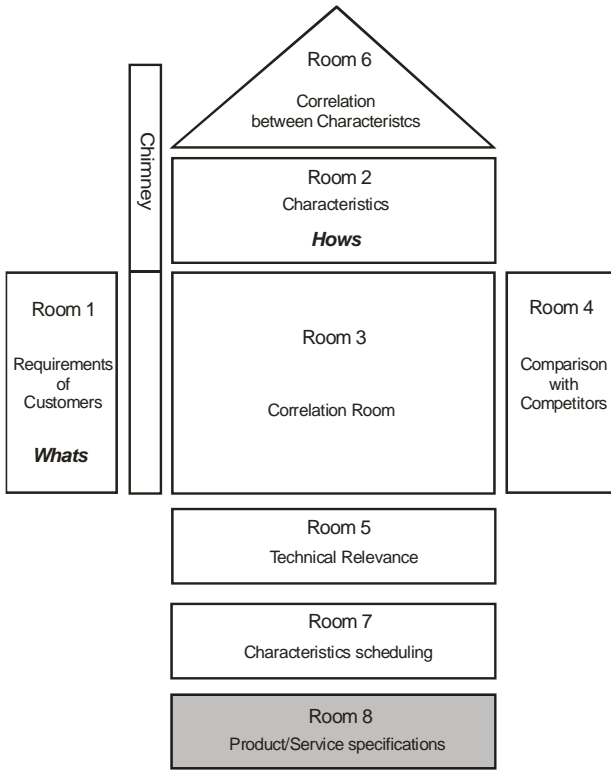 Room 6
Correlation
between Characteristcs
Chimney
Room 2
Characteristics
Hows
Room 1
Requirements
of
Customers
Whats
Room 3
Correlation Room
Room 4
Comparison
with
Competitors
Room 5
Technical Relevance
Room 7
Characteristics scheduling
Room 8
Product/Service specifications